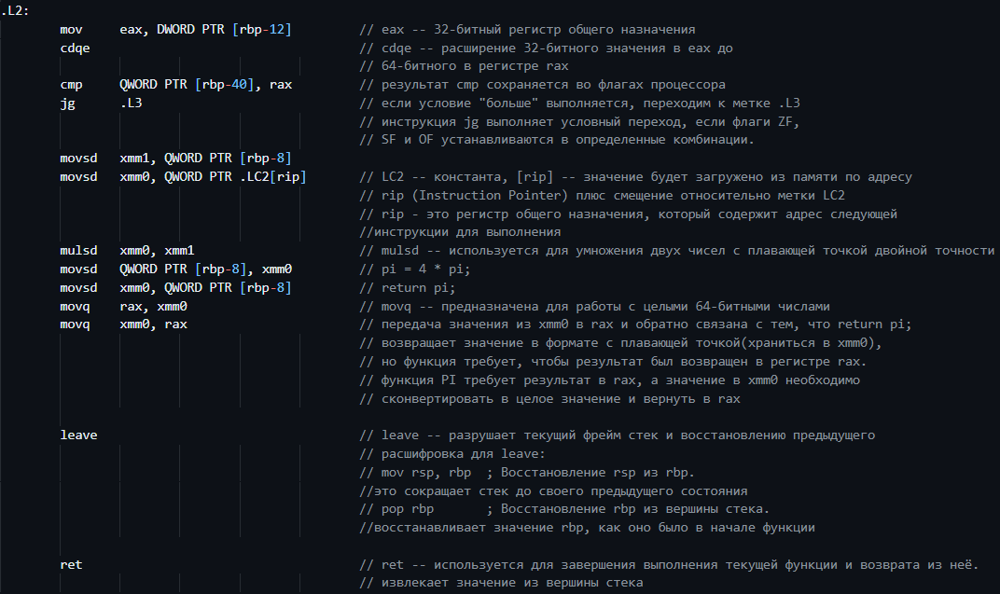 .L2:
mov eax, DWORD PTR [rbp-12] // eax -- 32-битный регистр общего назначения
cdqe // cdqe -- расширение 32-битного значения в eax до
// 64-битного в регистре rax
cmp QWORD PTR [rbp-40], rax // результат cmp сохраняется во флагах процессора
jg .L3 // если условие "больше" выполняется, переходим к метке .L3
// инструкция jg выполняет условный переход, если флаги ZF,
// SF и OF устанавливаются в определенные комбинации.
movsd xmm1, QWORD PTR [rbp-8]
movsd xmm0, QWORD PTR .LC2[rip] // LC2 -- константа, [rip] -- значение будет загружено из памяти по адресу
// rip (Instruction Pointer) плюс смещение относительно метки LC2
// rip - это регистр общего назначения, который содержит адрес следующей
//инструкции для выполнения
mulsd xmm0, xmm1 // mulsd -- используется для умножения двух чисел с плавающей точкой двойной точности
movsd QWORD PTR [rbp-8], xmm0 // pi = 4 * pi;
movsd xmm0, QWORD PTR [rbp-8] // return pi;
movq rax, xmm0 // movq -- предназначена для работы с целыми 64-битными числами
movq xmm0, rax // передача значения из xmm0 в rax и обратно связана с тем, что return pi;
// возвращает значение в формате с плавающей точкой(храниться в xmm0),
// но функция требует, чтобы результат был возвращен в регистре rax.
// функция PI требует результат в rax, а значение в xmm0 необходимо
// сконвертировать в целое значение и вернуть в rax
leave // leave -- разрушает текущий фрейм стек и восстановлению предыдущего
// расшифровка для leave:
// mov rsp, rbp ; Восстановление rsp из rbp.
//это сокращает стек до своего предыдущего состояния
// pop rbp ; Восстановление rbp из вершины стека.
//восстанавливает значение rbp, как оно было в начале функции
ret // ret -- используется для завершения выполнения текущей функции и возврата из неё.
// извлекает значение из вершины стека